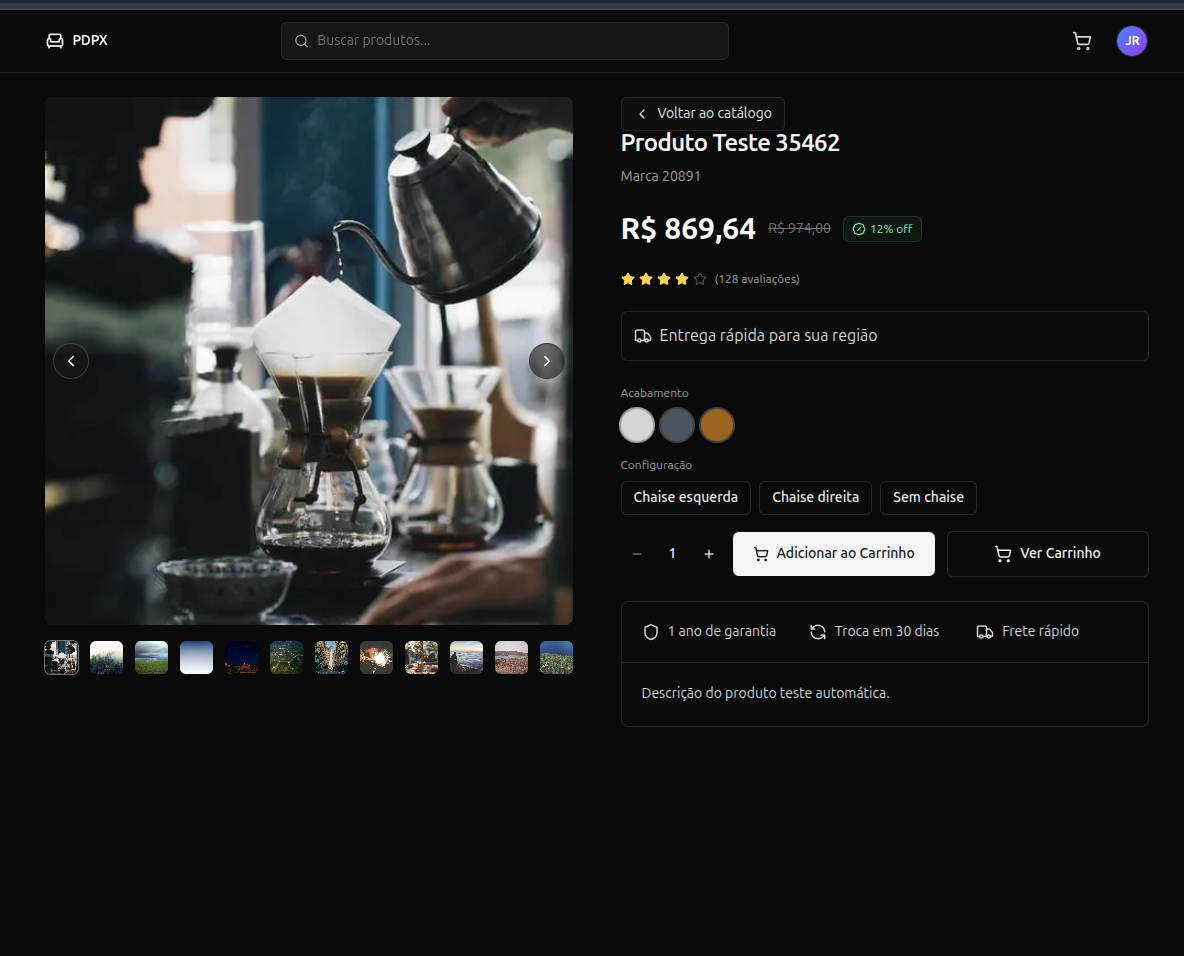 PDPX
Buscar produtos...
JR
Voltar ao catálogo
Produto Teste 35462
Marca 20891
R$ 869,64 R$ 974,00 12% off
(128 avaliações)
Entrega rápida para sua região
Acabamento
Configuração
Chaise esquerda Chaise direita Sem chaise
1 Adicionar ao Carrinho Ver Carrinho
1 ano de garantia Troca em 30 dias Frete rápido
Descrição do produto teste automática.